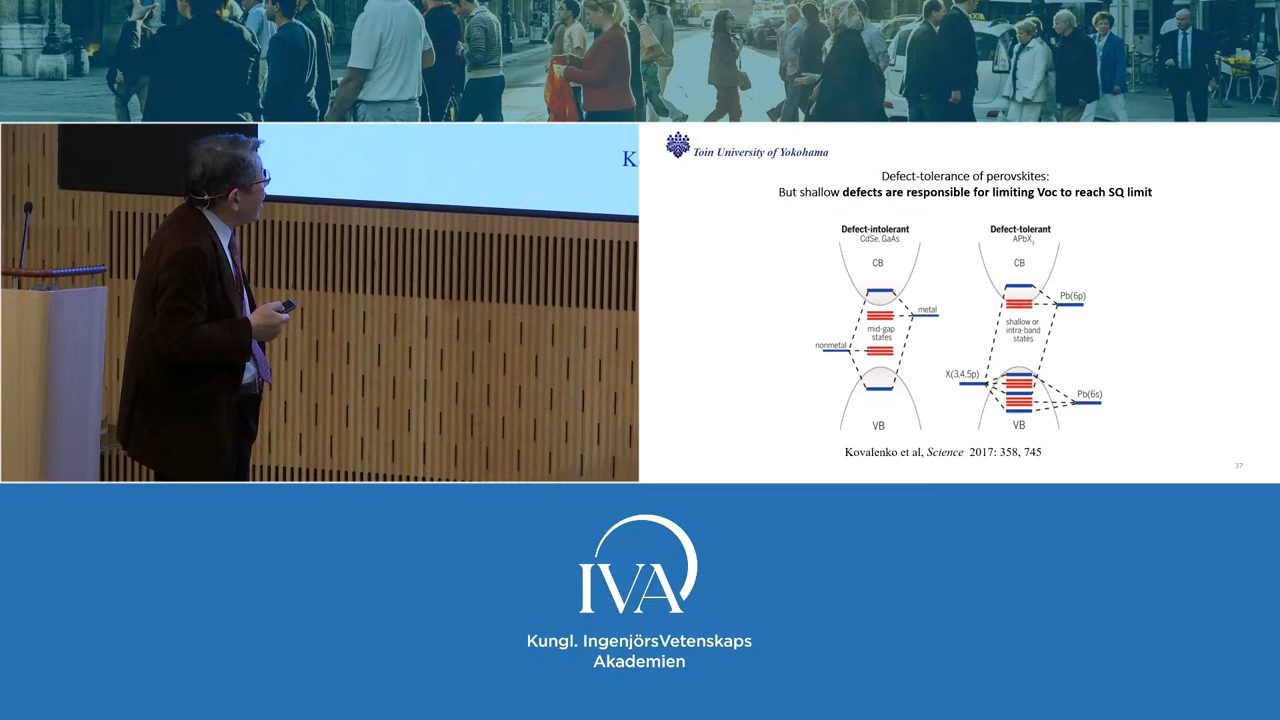 K
Toin University of Yokohama
Defect-tolerance of perovskites:
But shallow defects are responsible for limiting Voc to reach SQ limit
Defect-intolerant
CdSe, GaAs
CB
metal
mid-gap
states
nonmetal
VB
Defect-tolerant
APbX3
CB
Pb(6p)
shallow or
intra-band
states
X(3,4,5p)
Pb(6s)
VB
Kovalenko et al, Science 2017: 358, 745
37
IVA
Kungl. IngenjörsVetenskaps
Akademien